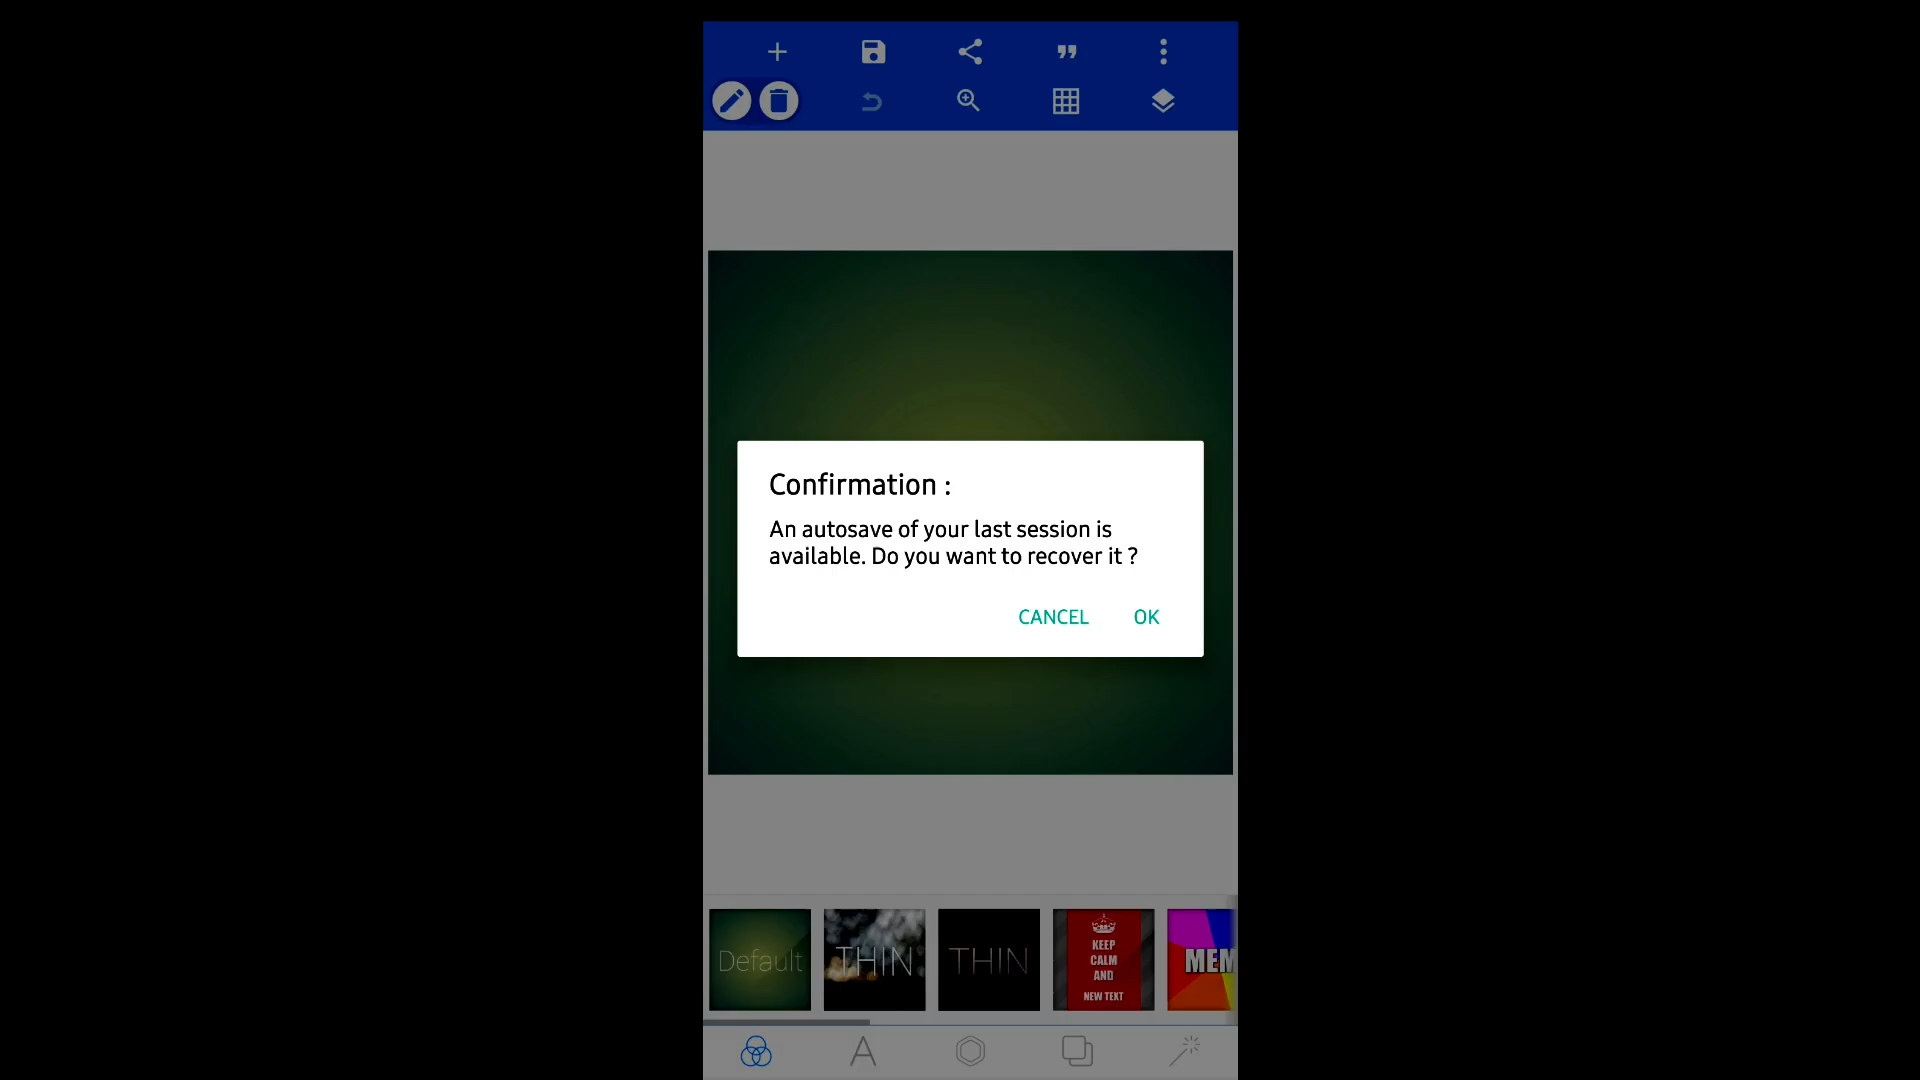 Confirmation :
An autosave of your last session is
available. Do you want to recover it ?
CANCEL OK
Default
THIN
THIN
KEEP
CALM
AND
NEW TEXT
MEM